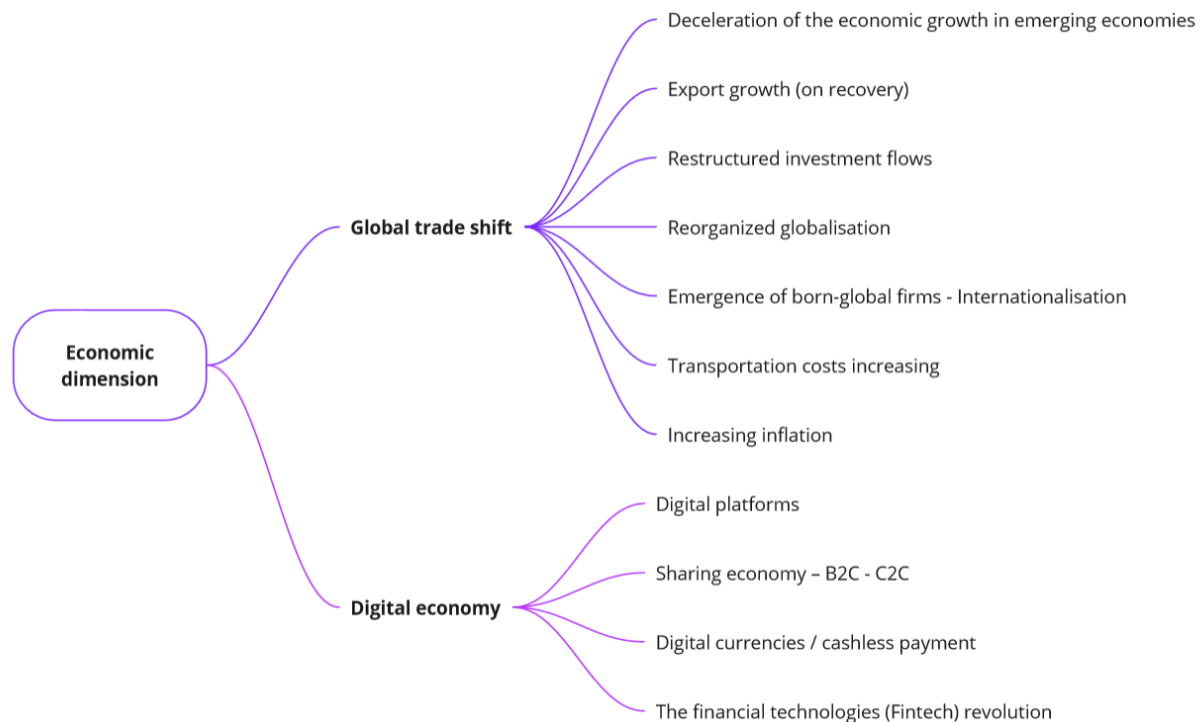 Economic
dimension
Global trade shift
Deceleration of the economic growth in emerging economies
Export growth (on recovery)
Restructured investment flows
Reorganized globalisation
Emergence of born-global firms - Internationalisation
Transportation costs increasing
Increasing inflation
Digital economy
Digital platforms
Sharing economy – B2C - C2C
Digital currencies / cashless payment
The financial technologies (Fintech) revolution